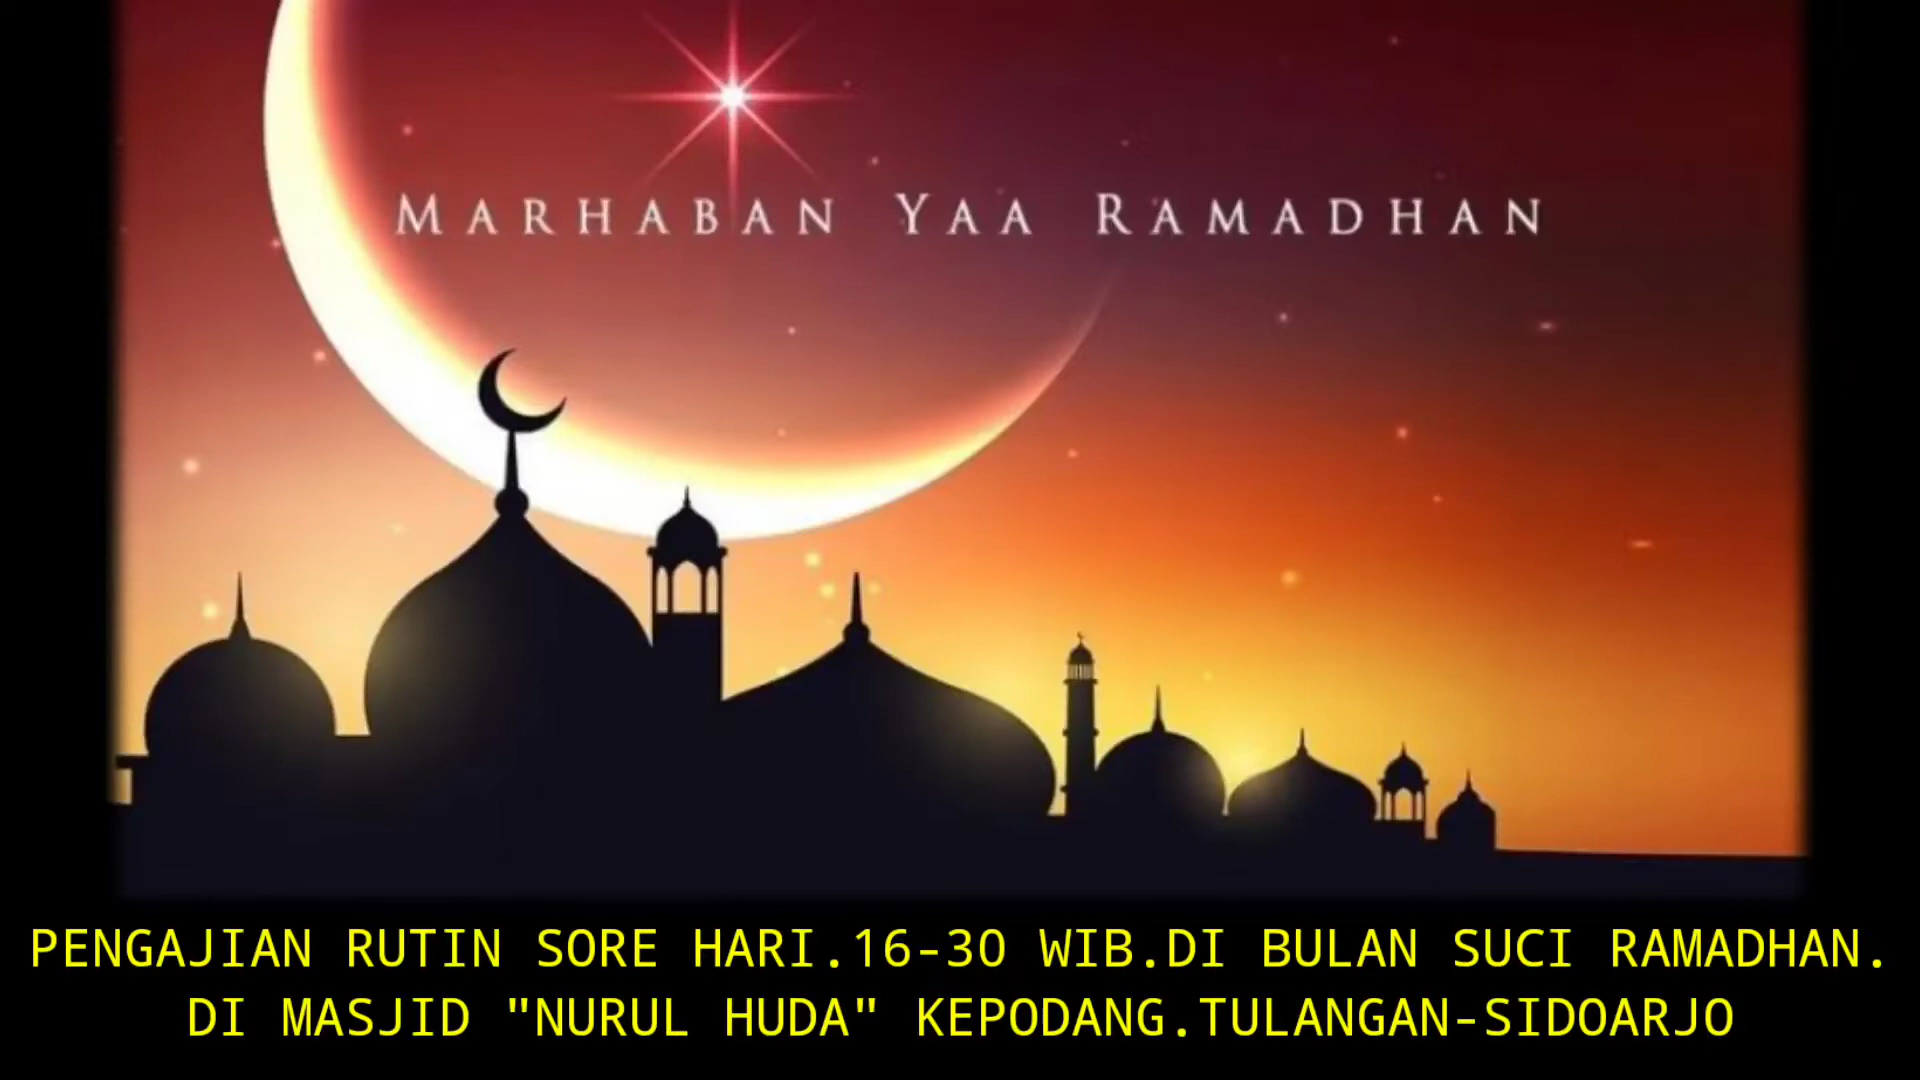 MARHABAN YAA RAMADHAN
PENGAJIAN RUTIN SORE HARI.16-30 WIB.DI BULAN SUCI RAMADHAN.
DI MASJID "NURUL HUDA" KEPODANG.TULANGAN-SIDOARJO